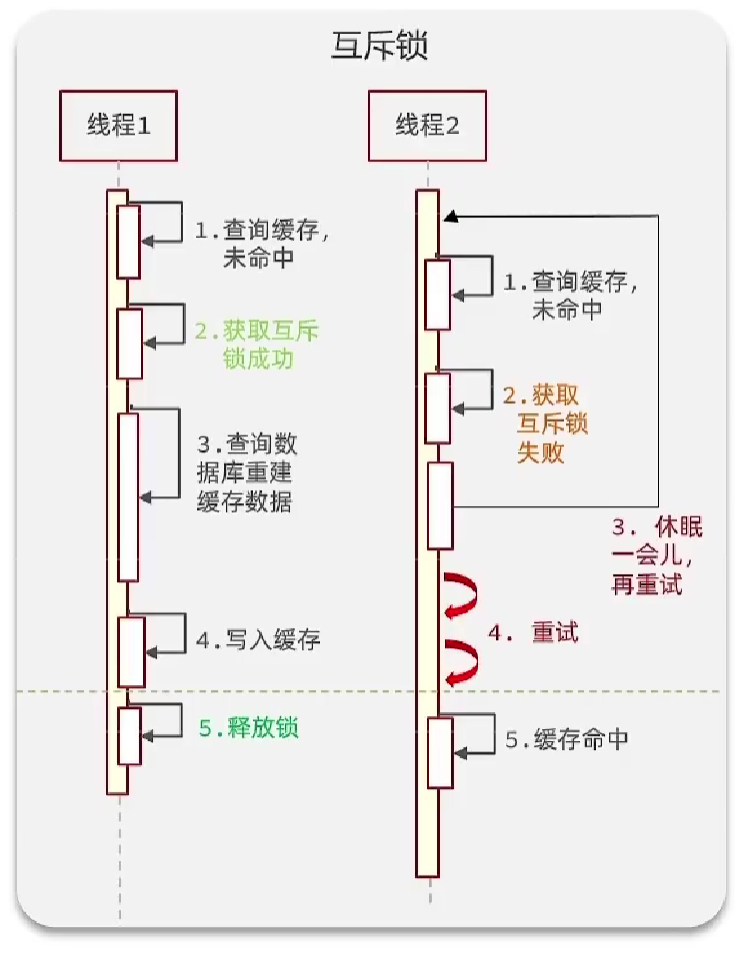 互斥锁
线程1
线程2
1.查询缓存，
未命中
2.获取互斥
锁成功
3.查询数
据库重建
缓存数据
4.写入缓存
5.释放锁
1.查询缓存，
未命中
2.获取
互斥锁
失败
3. 休眠
一会儿，
再重试
4. 重试
5.缓存命中